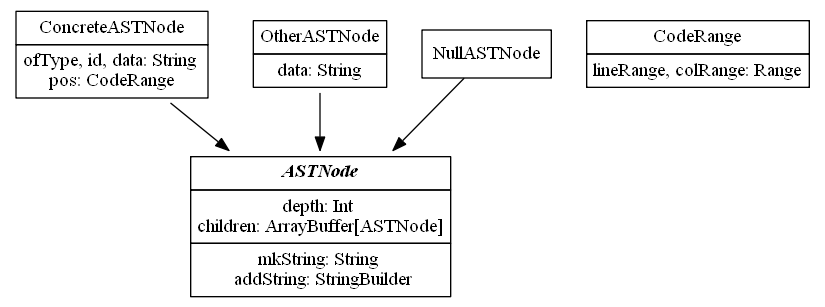 ConcreteASTNode
ofType, id, data: String
pos: CodeRange
OtherASTNode
data: String
NullASTNode
CodeRange
lineRange, colRange: Range
ASTNode
depth: Int
children: ArrayBuffer[ASTNode]
mkString: String
addString: StringBuilder